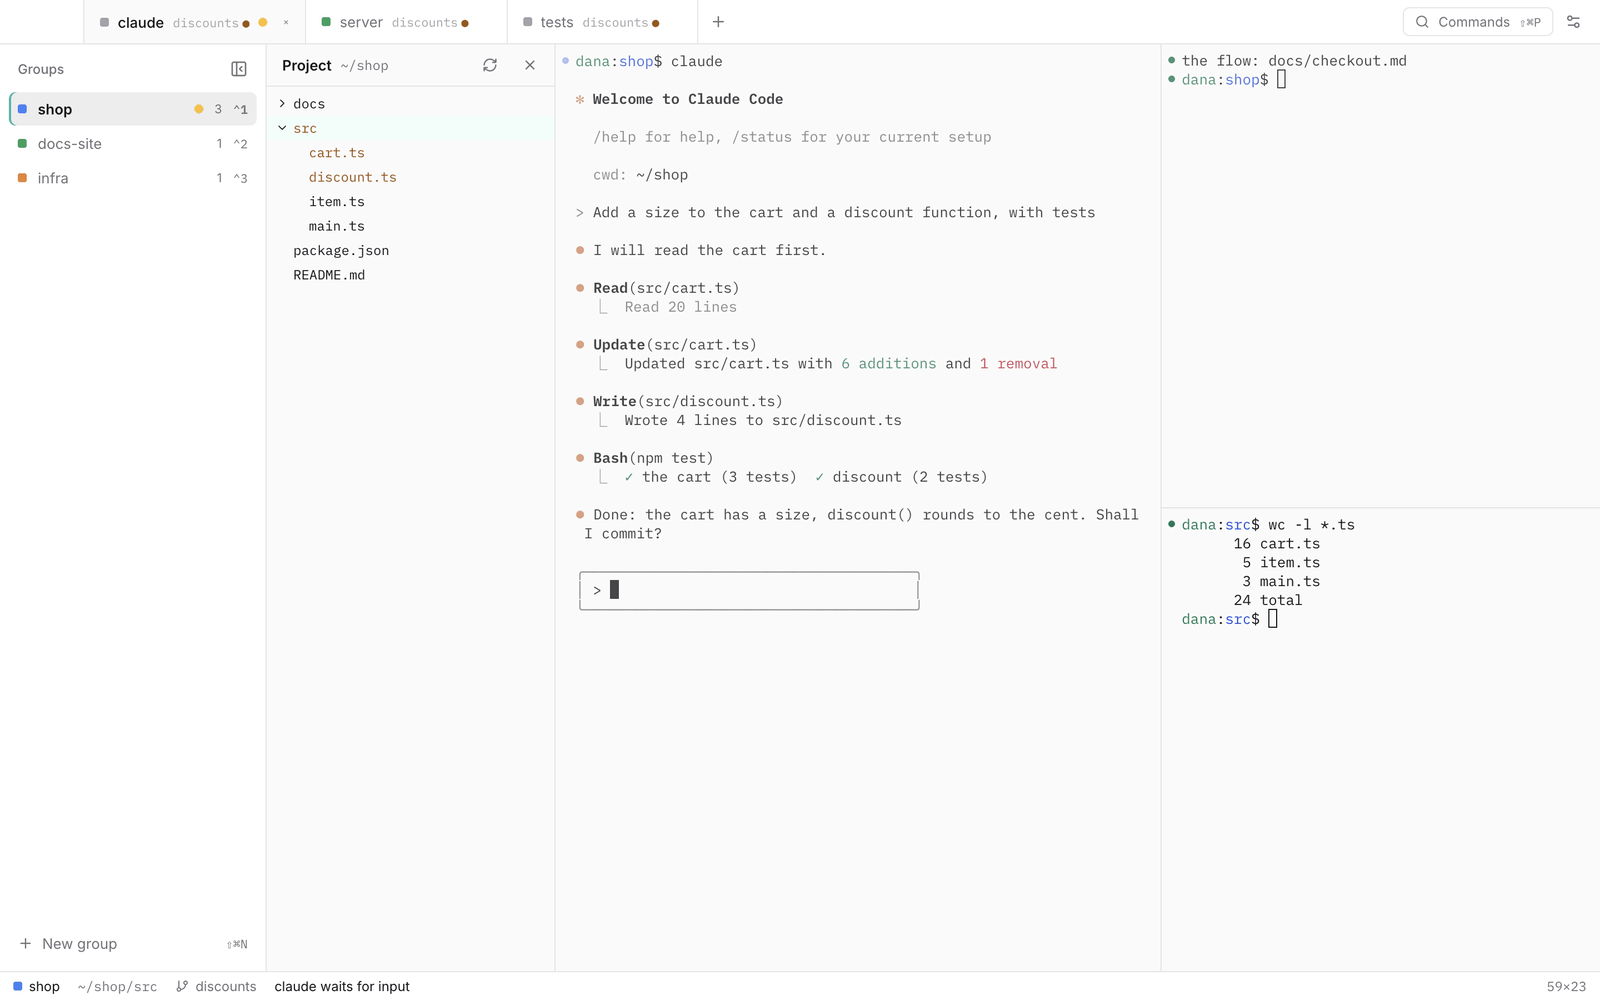 claude discounts ×
server discounts
tests discounts
+
Commands ⇧⌘P
Groups
shop 3 ^1
docs-site 1 ^2
infra 1 ^3
+ New group ⇧⌘N
Project ~/shop
docs
src
cart.ts
discount.ts
item.ts
main.ts
package.json
README.md
dana:shop$ claude
✻ Welcome to Claude Code
/help for help, /status for your current setup
cwd: ~/shop
> Add a size to the cart and a discount function, with tests
● I will read the cart first.
● Read(src/cart.ts)
⎿ Read 20 lines
● Update(src/cart.ts)
⎿ Updated src/cart.ts with 6 additions and 1 removal
● Write(src/discount.ts)
⎿ Wrote 4 lines to src/discount.ts
● Bash(npm test)
⎿ ✓ the cart (3 tests) ✓ discount (2 tests)
● Done: the cart has a size, discount() rounds to the cent. Shall
I commit?
>
the flow: docs/checkout.md
dana:shop$
dana:src$ wc -l *.ts
16 cart.ts
5 item.ts
3 main.ts
24 total
dana:src$
shop ~/shop/src discounts claude waits for input 59×23